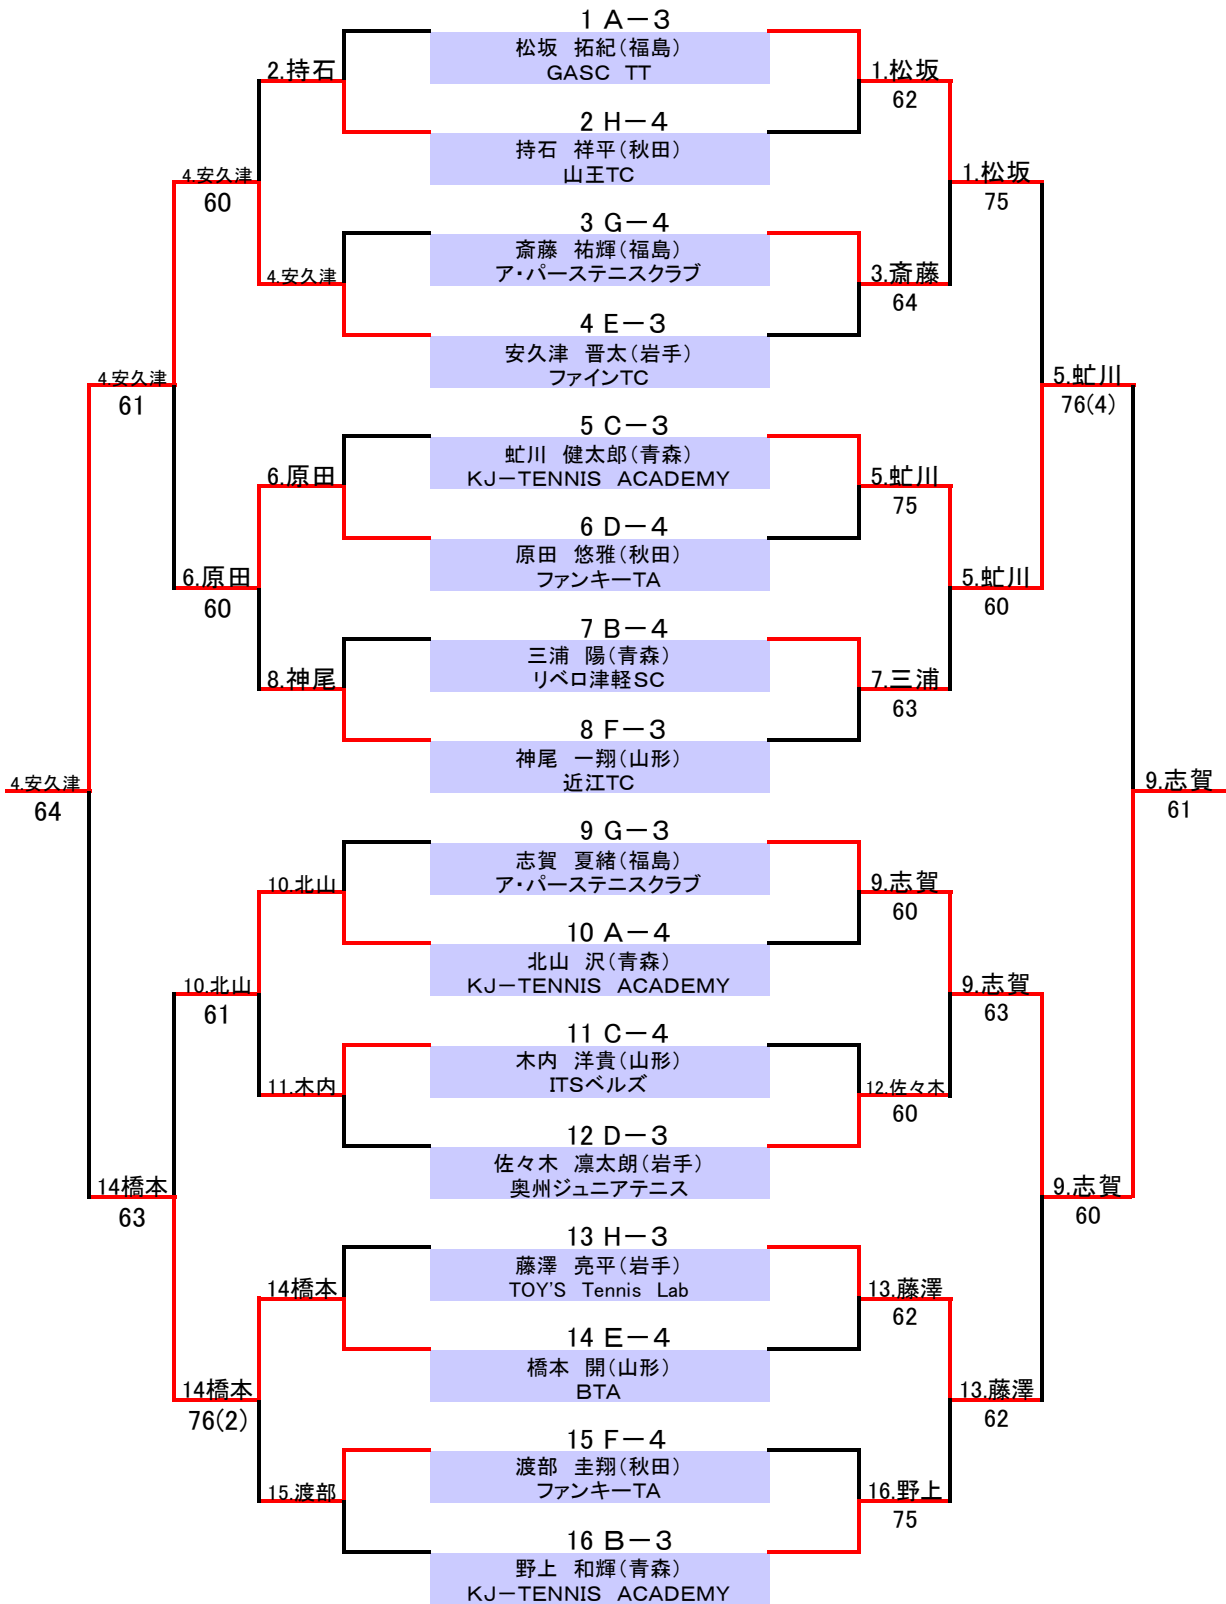 1 A－3
松坂　拓紀（福島）
GASC　TT
2 H－4
持石　祥平（秋田）
山王TC
3 G－4
斎藤　祐輝（福島）
ア・パーステニスクラブ
4 E－3
安久津　晋太（岩手）
ファインTC
5 C－3
虻川　健太郎（青森）
KJ－TENNIS　ACADEMY
6 D－4
原田　悠雅（秋田）
ファンキーTA
7 B－4
三浦　陽（青森）
リベロ津軽SC
8 F－3
神尾　一翔（山形）
近江TC
9 G－3
志賀　夏緒（福島）
ア・パーステニスクラブ
10 A－4
北山　沢（青森）
KJ－TENNIS　ACADEMY
11 C－4
木内　洋貴（山形）
ITSベルズ
12 D－3
佐々木　凛太朗（岩手）
奥州ジュニアテニス
13 H－3
藤澤　亮平（岩手）
TOY'S　Tennis　Lab
14 E－4
橋本　開（山形）
BTA
15 F－4
渡部　圭翔（秋田）
ファンキーTA
16 B－3
野上　和輝（青森）
KJ－TENNIS　ACADEMY
2.持石
4.安久津
6.原田
8.神尾
10.北山
11.木内
14橋本
15.渡部
4.安久津
60
6.原田
60
10.北山
61
14橋本
76(2)
4.安久津
61
14橋本
63
4.安久津
64
1.松坂
62
3.斎藤
64
5.虻川
75
7.三浦
63
9.志賀
60
12.佐々木
60
13.藤澤
62
16.野上
75
1.松坂
75
5.虻川
60
9.志賀
63
13.藤澤
62
5.虻川
76(4)
9.志賀
60
9.志賀
61